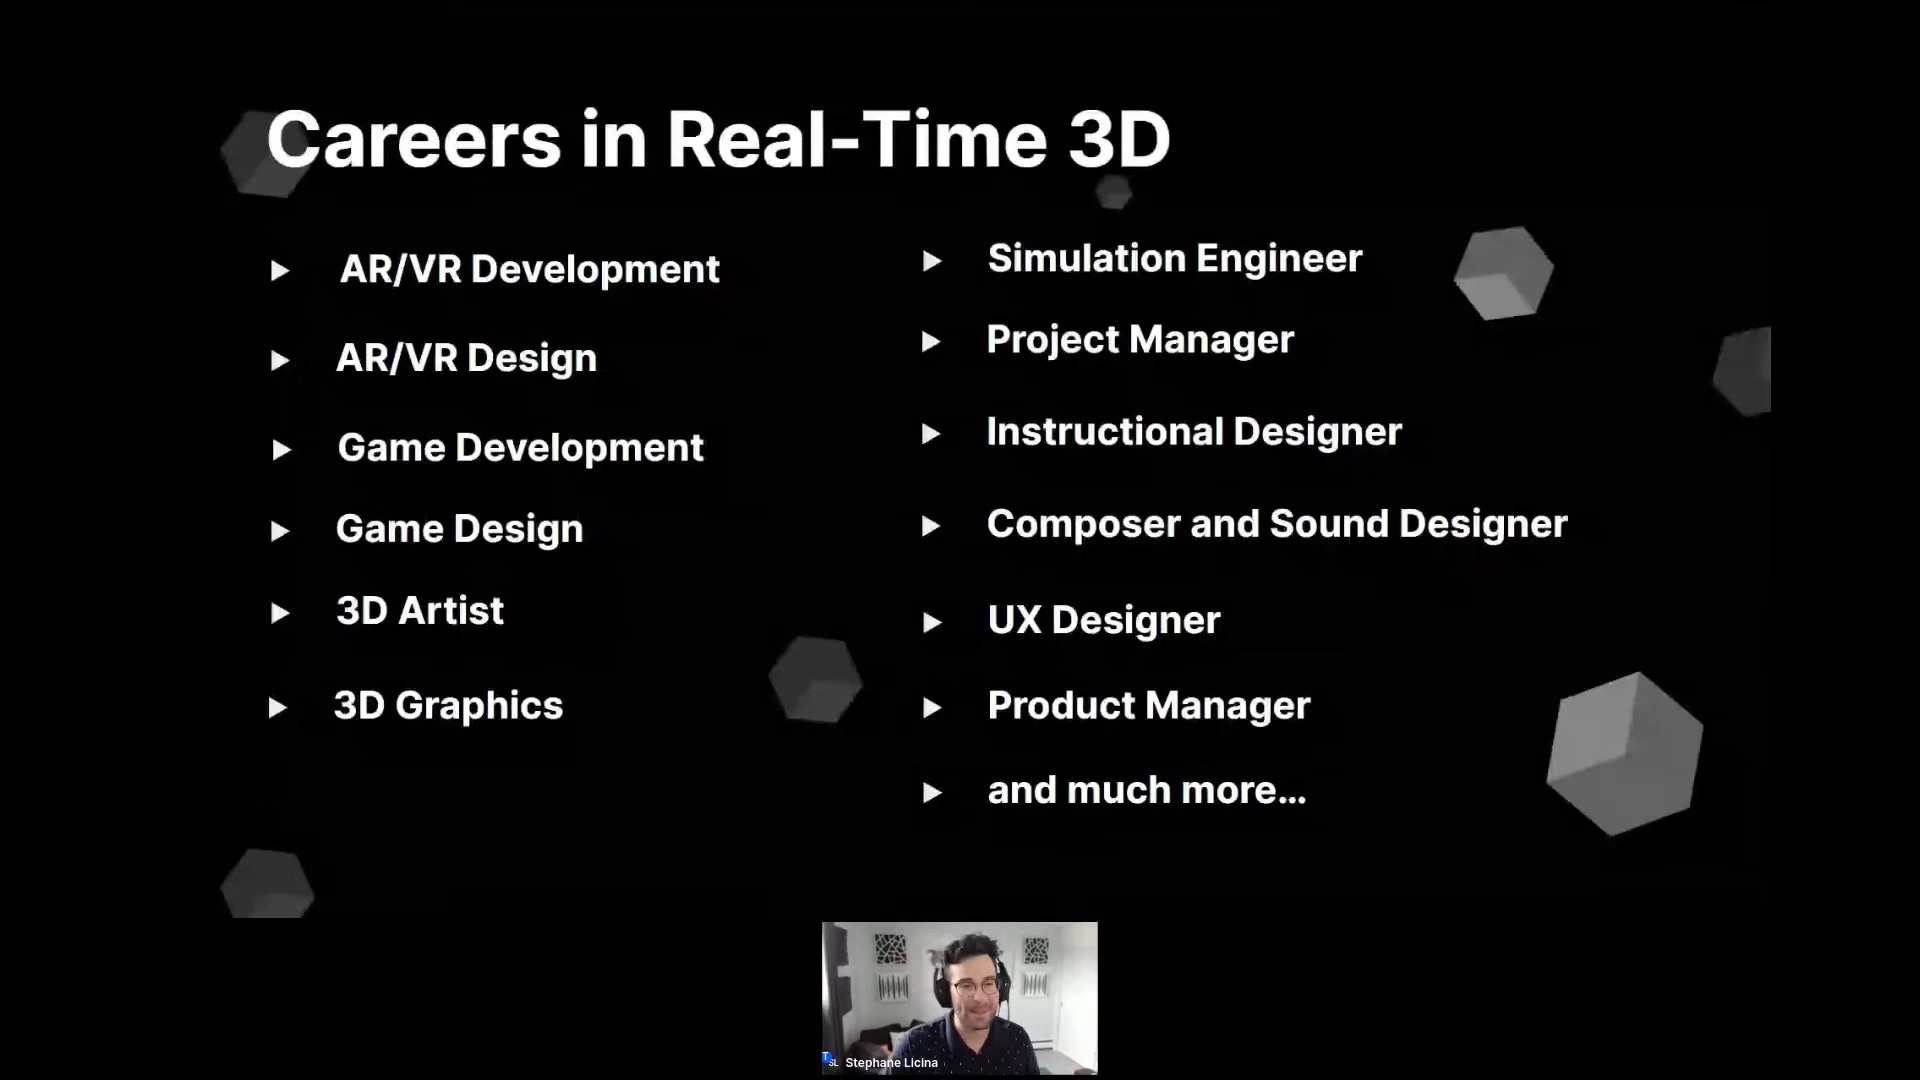 Careers in Real-Time 3D
AR/VR Development
AR/VR Design
Game Development
Game Design
3D Artist
3D Graphics
Simulation Engineer
Project Manager
Instructional Designer
Composer and Sound Designer
UX Designer
Product Manager
and much more...
T
SL
Stephane Licina